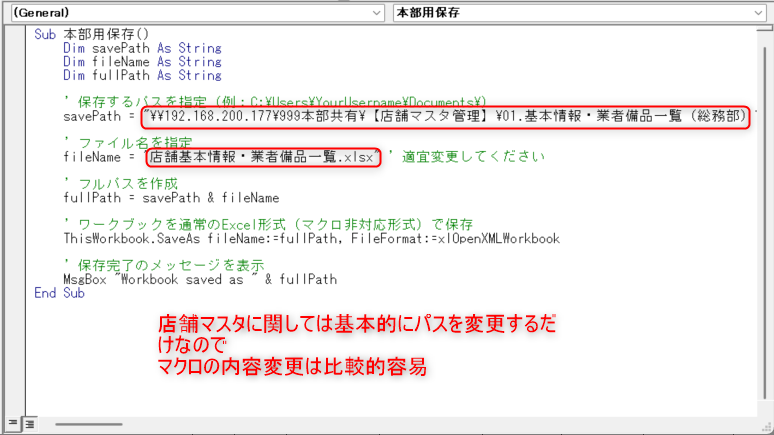 (General)
本部用保存
Sub 本部用保存()
Dim savePath As String
Dim fileName As String
Dim fullPath As String
' 保存するパスを指定 (例：C:¥Users¥YourUsername¥Documents¥)
savePath = "¥¥192.168.200.177¥999本部共有¥【店舗マスタ管理】¥01.基本情報・業者備品一覧（総務部）
' ファイル名を指定
fileName = "店舗基本情報・業者備品一覧.xlsx" ' 適宜変更してください
' フルパスを作成
fullPath = savePath & fileName
' ワークブックを通常のExcel形式（マクロ非対応形式）で保存
ThisWorkbook.SaveAs fileName:=fullPath, FileFormat:=xlOpenXMLWorkbook
' 保存完了のメッセージを表示
MsgBox "Workbook saved as " & fullPath
End Sub
店舗マスタに関しては基本的にパスを変更するだ
けなので
マクロの内容変更は比較的容易